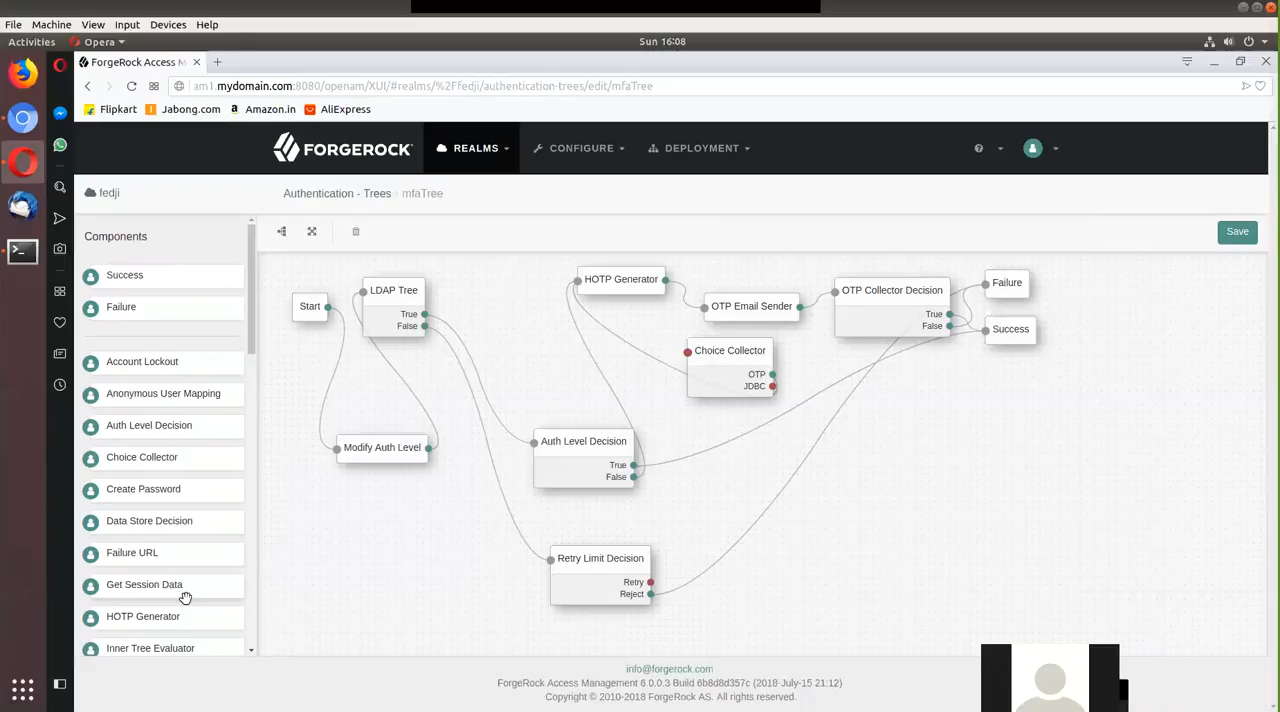 File Machine View Input Devices Help
Activities Opera Sun 16:08
ForgeRock Access M
am1.mydomain.com:8080/openam/XUI/#realms/%2Ffedji/authentication-trees/edit/mfaTree
Flipkart Jabong.com Amazon.in AliExpress
FORGEROCK REALMS CONFIGURE DEPLOYMENT
fedji Authentication - Trees mfaTree
Components
Save
Success
Failure
Account Lockout
Anonymous User Mapping
Auth Level Decision
Choice Collector
Create Password
Data Store Decision
Failure URL
Get Session Data
HOTP Generator
Inner Tree Evaluator
Start
LDAP Tree
True
False
Modify Auth Level
HOTP Generator
OTP Email Sender
Choice Collector
OTP
JDBC
OTP Collector Decision
True
False
Failure
Success
Auth Level Decision
True
False
Retry Limit Decision
Retry
Reject
info@forgerock.com
ForgeRock Access Management 6.0.0.3 Build 6b8d8d357c (2018-July-15 21:12)
Copyright © 2010-2018 ForgeRock AS. All rights reserved.